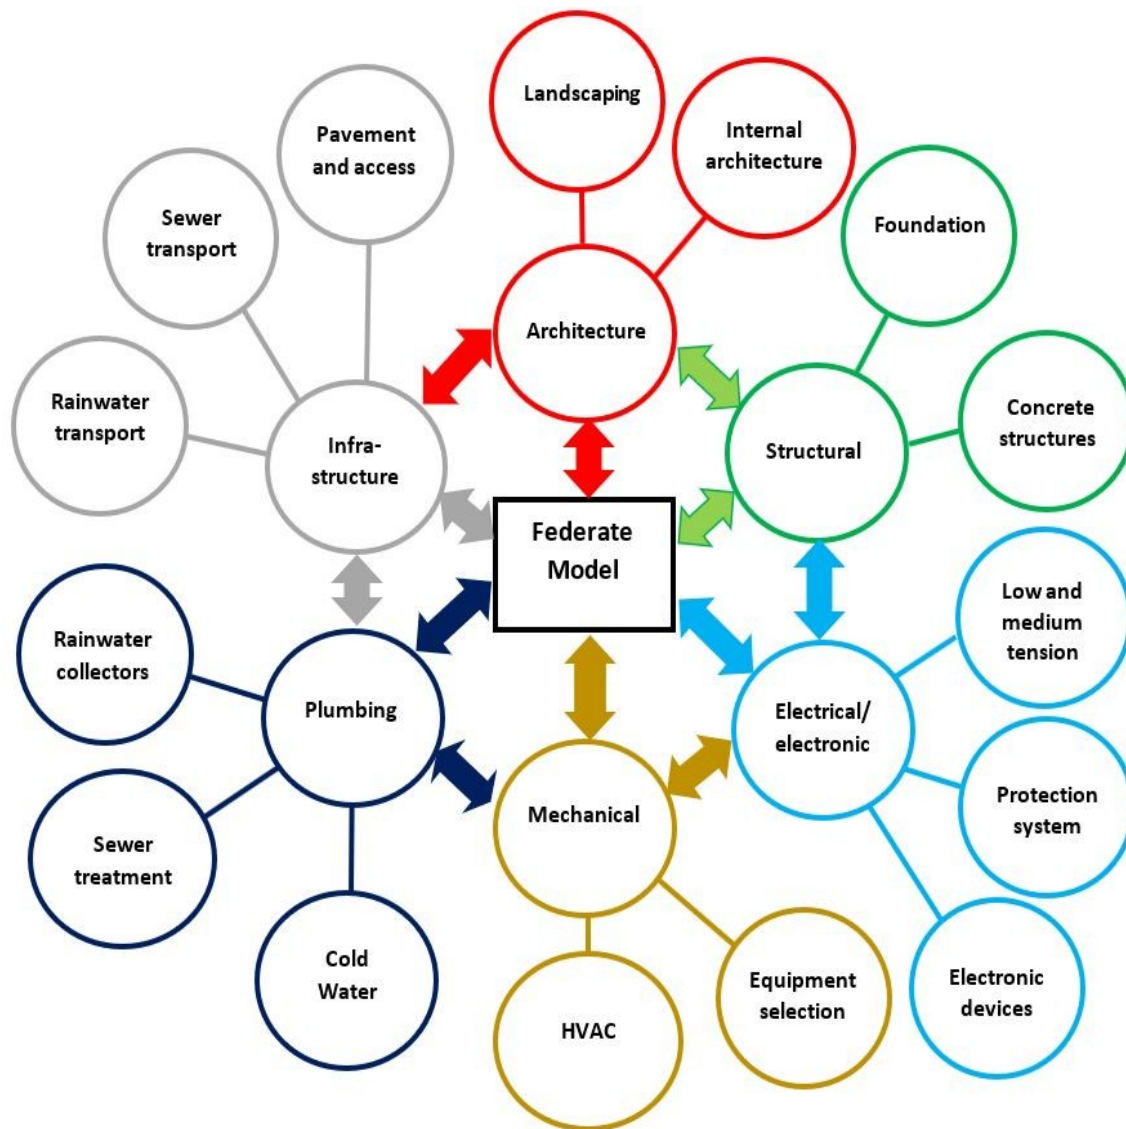 Landscaping
Internal
architecture
Pavement
and access
Sewer
transport
Foundation
Architecture
Rainwater
transport
Concrete
structures
Infra-
structure
Structural
Federate
Model
Low and
medium
tension
Rainwater
collectors
Plumbing
Electrical/
electronic
Protection
system
Mechanical
Sewer
treatment
Cold
Water
HVAC
Equipment
selection
Electronic
devices